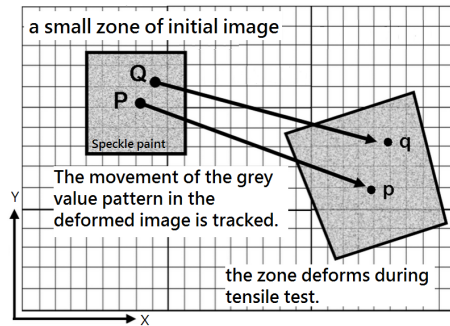 a small zone of initial image
Q
P
Speckle paint
q
p
The movement of the grey
value pattern in the
deformed image is tracked.
Y
the zone deforms during
tensile test.
X